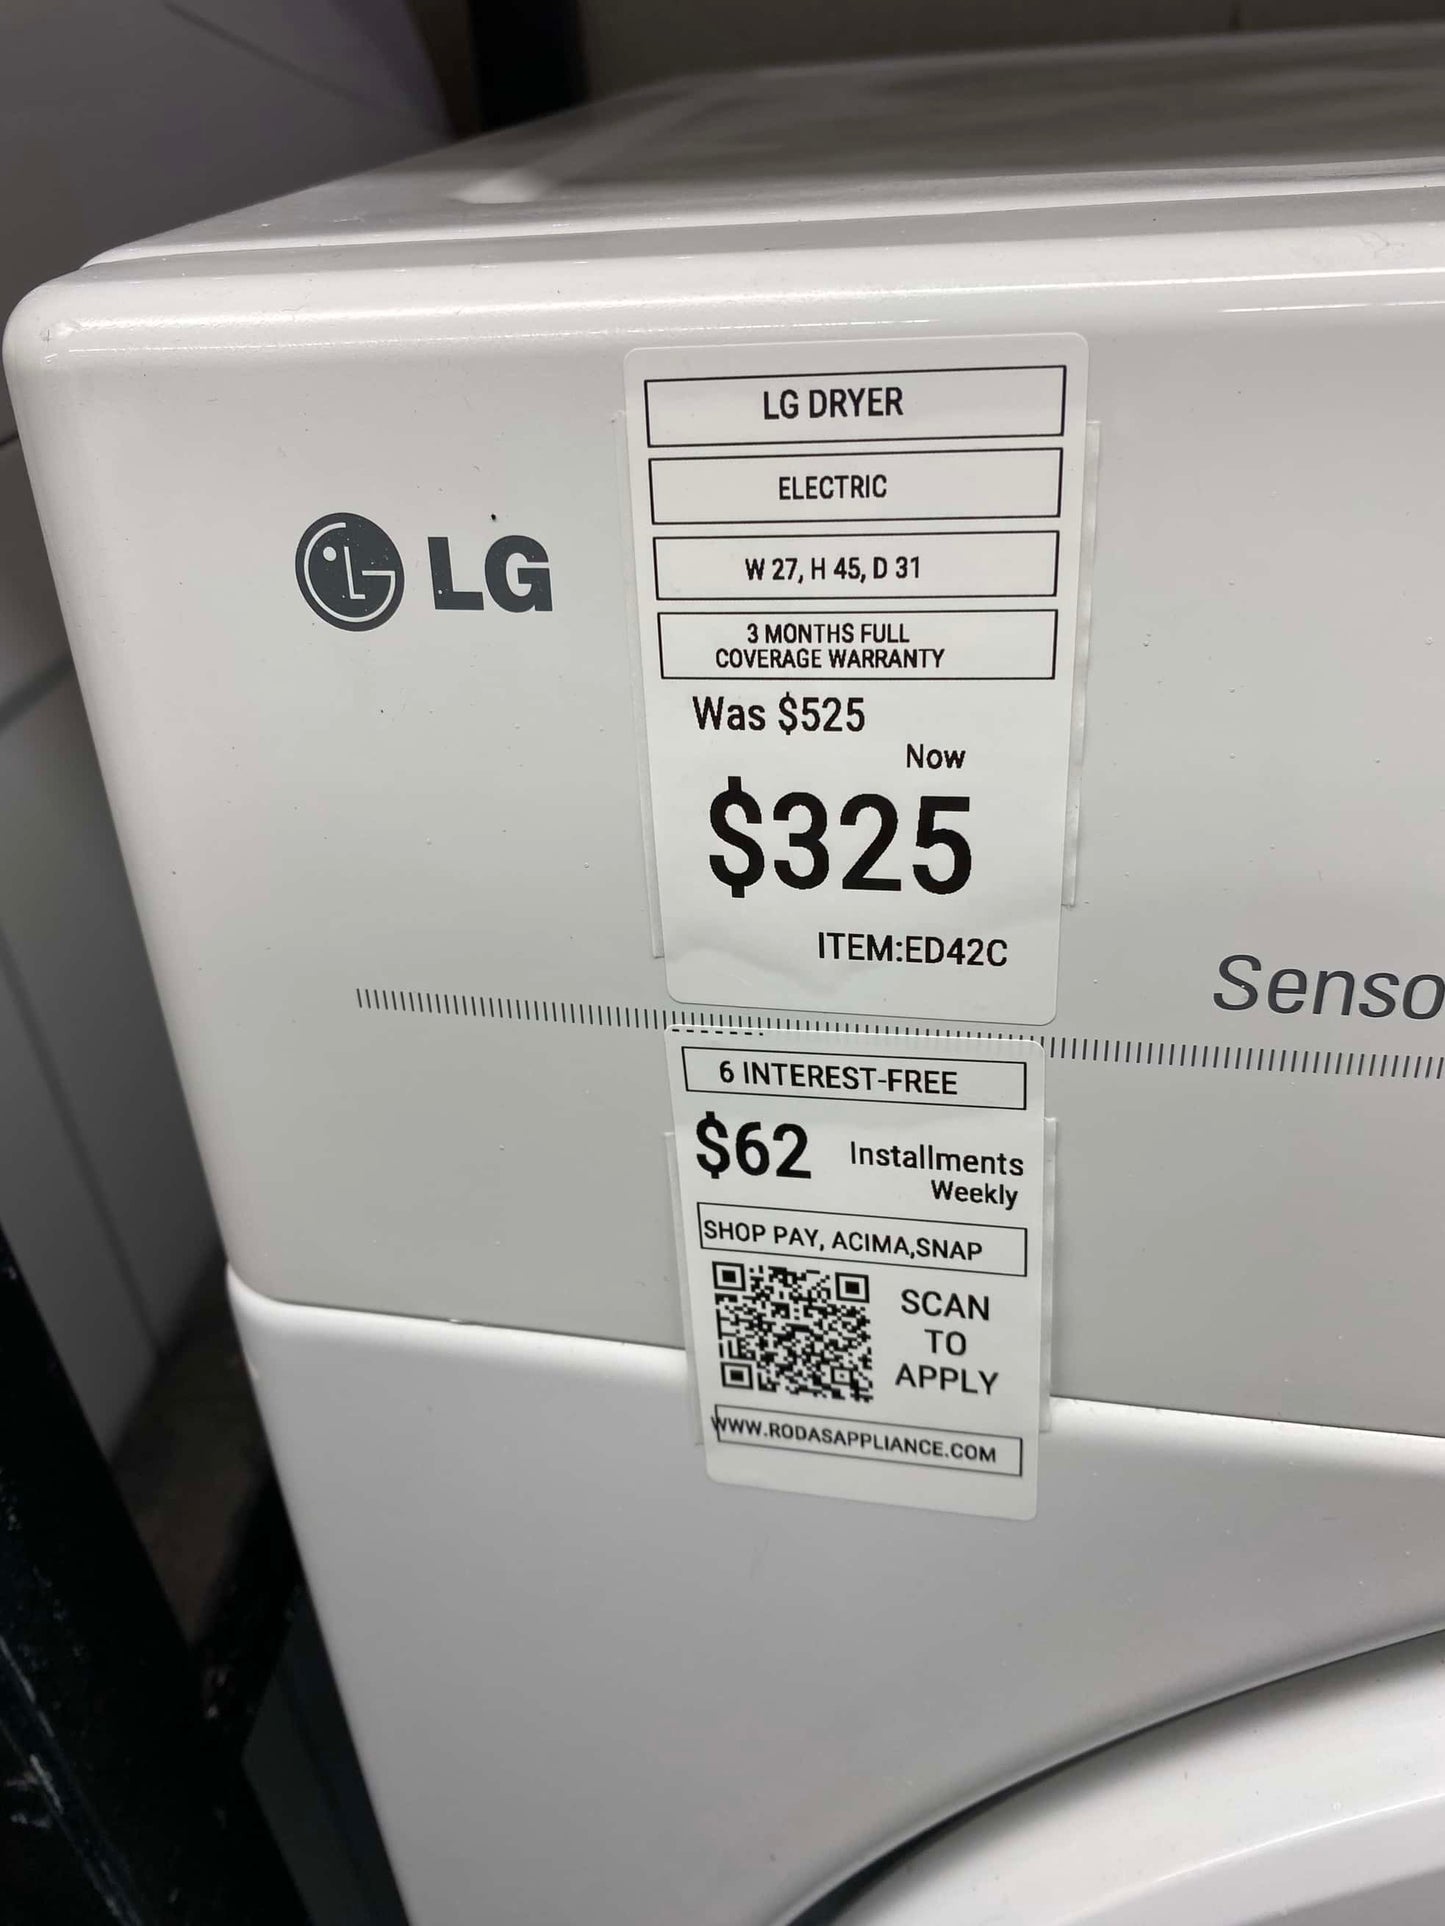 LG
LG DRYER
ELECTRIC
W 27, H 45, D 31
3 MONTHS FULL
COVERAGE WARRANTY
Was $525
Now
$325
ITEM:ED42C
Senso
6 INTEREST-FREE
$62 Installments
Weekly
SHOP PAY, ACIMA,SNAP
SCAN
TO
APPLY
WWW.RODASAPPLIANCE.COM